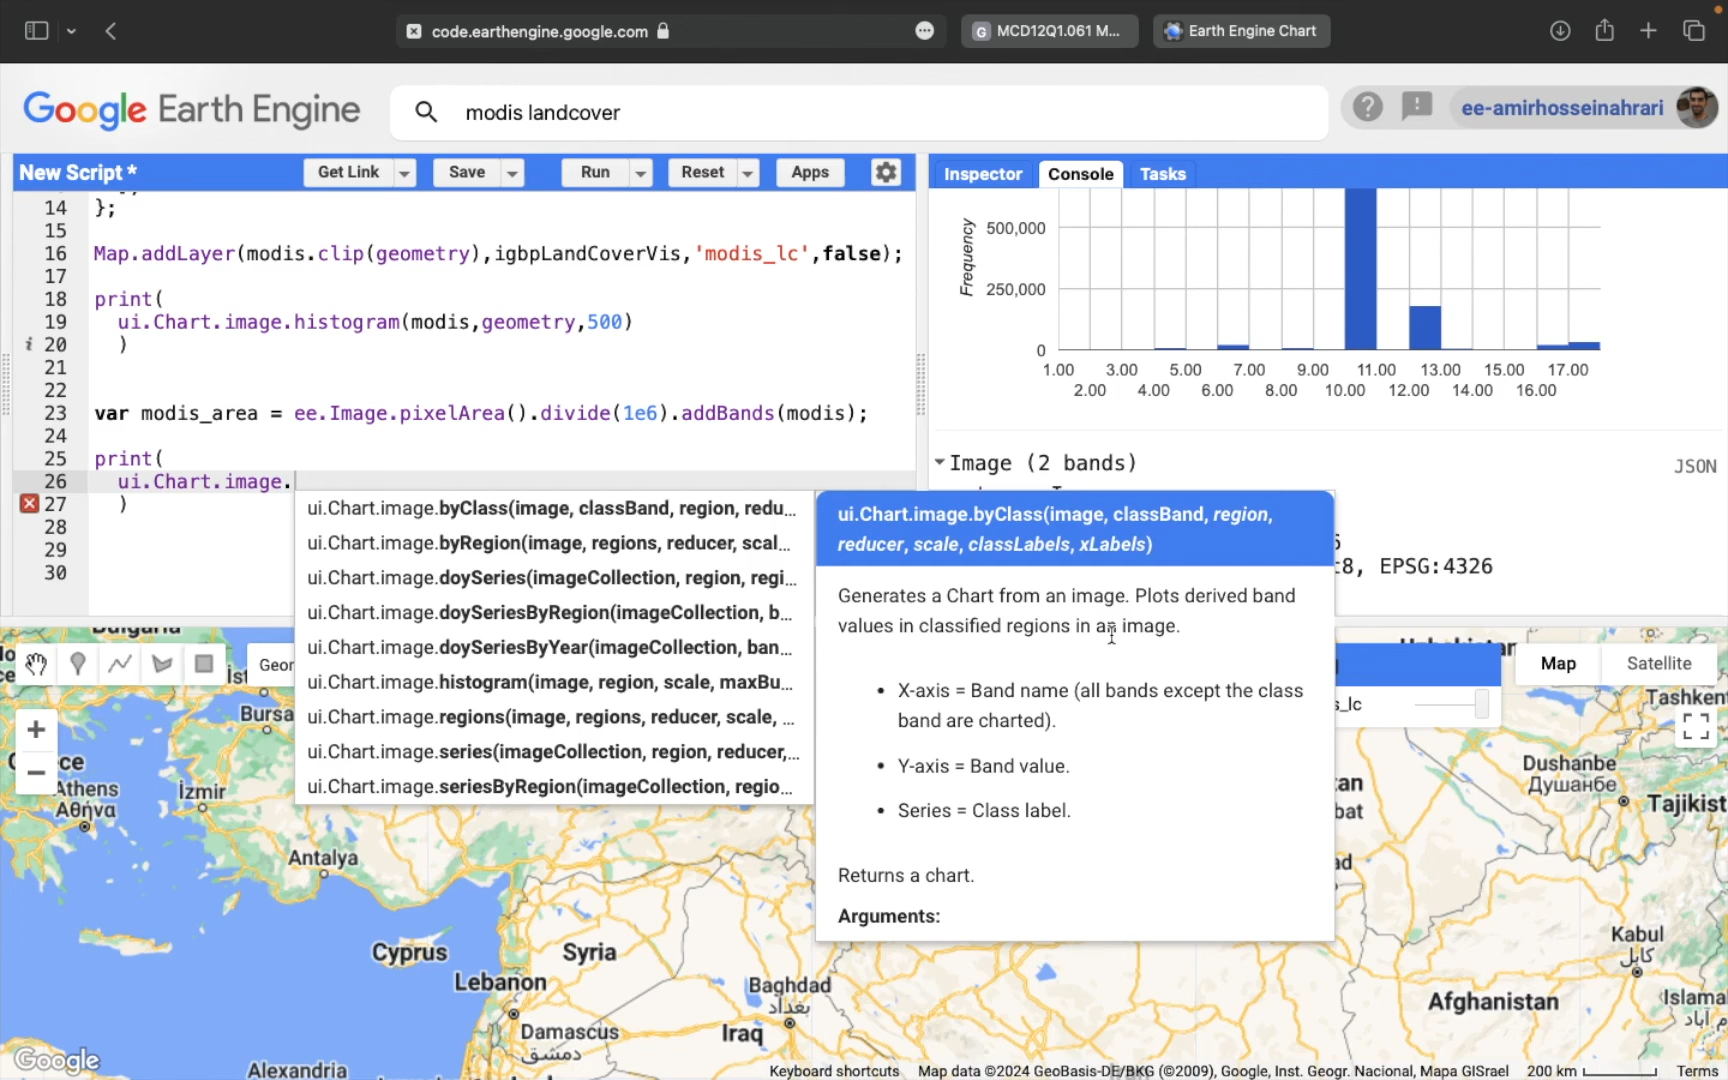 code.earthengine.google.com
MCD12Q1.061 M...
Earth Engine Chart
Google Earth Engine
modis landcover
ee-amirhosseinahrari
New Script *
Get Link
Save
Run
Reset
Apps
Inspector
Console
Tasks
14 };
15
16 Map.addLayer(modis.clip(geometry),igbpLandCoverVis,'modis_lc',false);
17
18 print(
19 ui.Chart.image.histogram(modis,geometry,500)
i 20 )
21
22
23 var modis_area = ee.Image.pixelArea().divide(1e6).addBands(modis);
24
25 print(
26 ui.Chart.image.
27 )
28
29
30
Frequency
500,000
250,000
0
1.00 3.00 5.00 7.00 9.00 11.00 13.00 15.00 17.00
2.00 4.00 6.00 8.00 10.00 12.00 14.00 16.00
Image (2 bands)
JSON
8, EPSG:4326
ui.Chart.image.byClass(image, classBand, region, redu...
ui.Chart.image.byRegion(image, regions, reducer, scal...
ui.Chart.image.doySeries(imageCollection, region, regi...
ui.Chart.image.doySeriesByRegion(imageCollection, b...
ui.Chart.image.doySeriesByYear(imageCollection, ban...
ui.Chart.image.histogram(image, region, scale, maxBu...
ui.Chart.image.regions(image, regions, reducer, scale, ...
ui.Chart.image.series(imageCollection, region, reducer,...
ui.Chart.image.seriesByRegion(imageCollection, regio...
ui.Chart.image.byClass(image, classBand, region,
reducer, scale, classLabels, xLabels)
Generates a Chart from an image. Plots derived band
values in classified regions in an image.
• X-axis = Band name (all bands except the class
band are charted).
• Y-axis = Band value.
• Series = Class label.
Returns a chart.
Arguments:
Geor
s_lc
Map
Satellite
Bulgaria
İst
Bursa
ce
Athens
Αθήνα
İzmir
Antalya
Cyprus
Syria
Lebanon
Damascus
دمشق
Baghdad
بغداد
Iraq
Alexandria
Tashken
Dushanbe
Душанбе
Tajikist
an
bat
ad
Kabul
کابل
Afghanistan
Islama
Google
Keyboard shortcuts
Map data ©2024 GeoBasis-DE/BKG (©2009), Google, Inst. Geogr. Nacional, Mapa GISrael
200 km
Terms